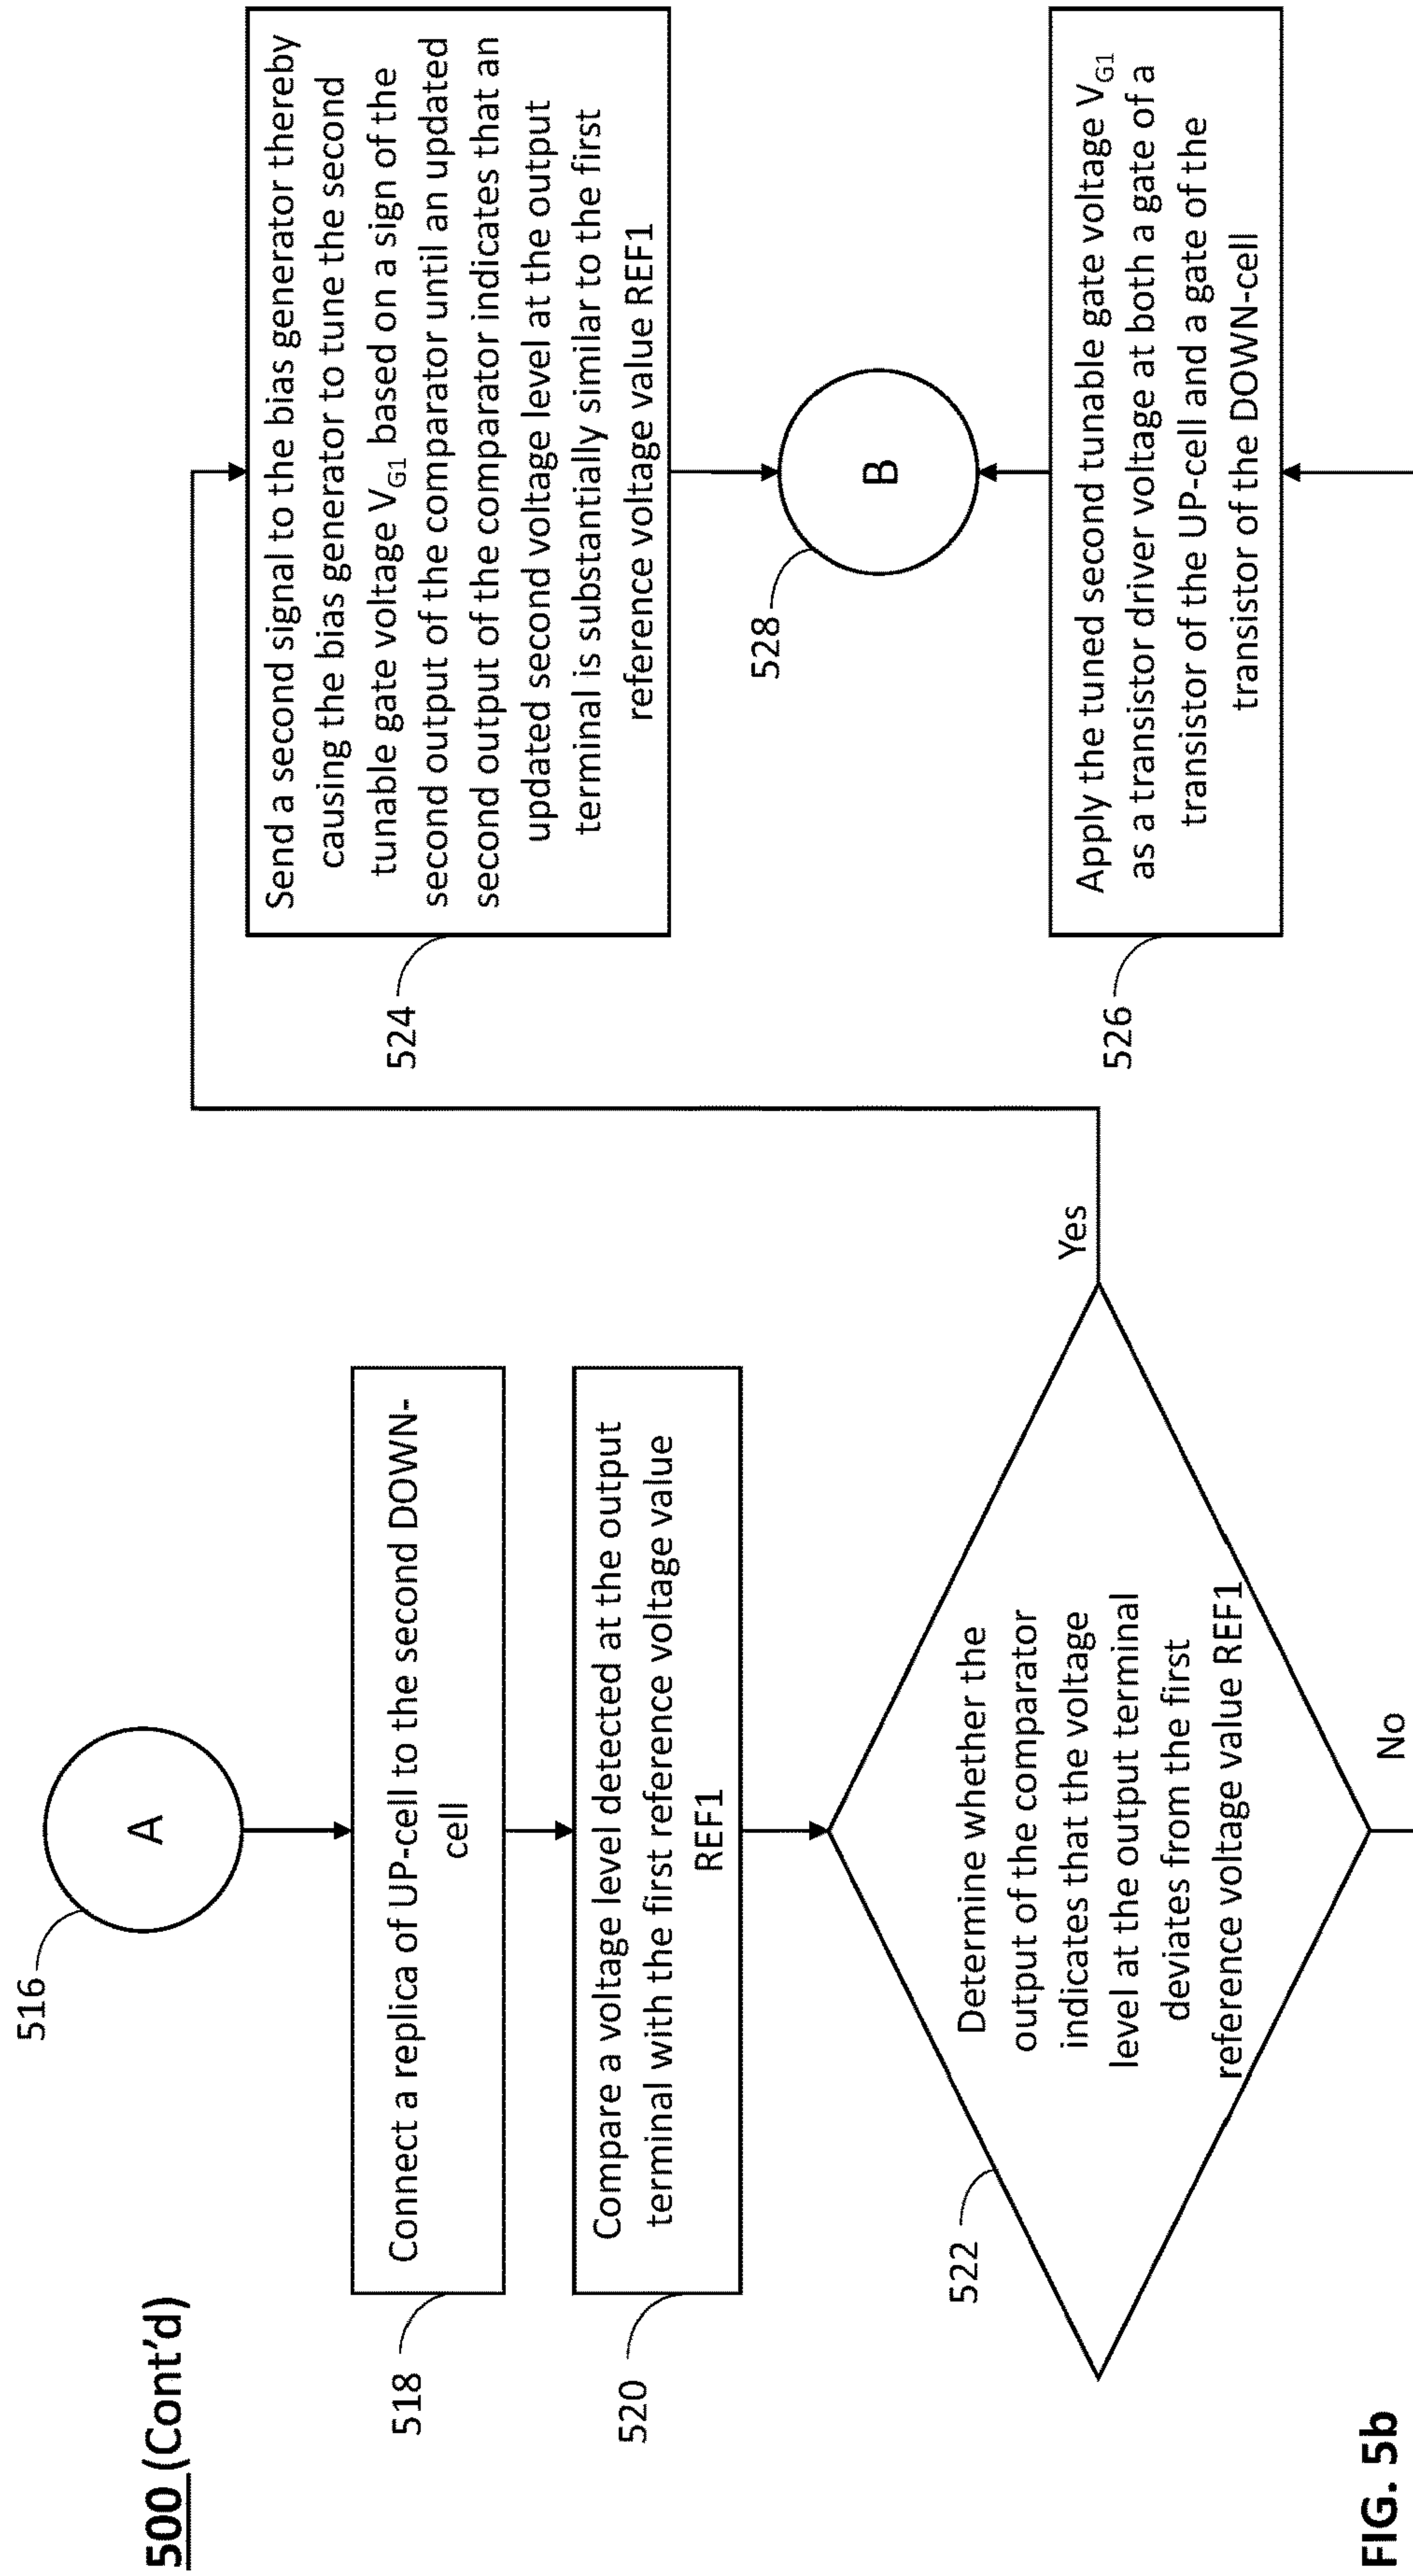 500 (Cont'd)
516
A
518
Connect a replica of UP-cell to the second DOWN-
cell
520
Compare a voltage level detected at the output
terminal with the first reference voltage value
REF1
522
Determine whether the
output of the comparator
indicates that the voltage
level at the output terminal
deviates from the first
reference voltage value REF1
Yes
No
524
Send a second signal to the bias generator thereby
causing the bias generator to tune the second
tunable gate voltage VG1 based on a sign of the
second output of the comparator until an updated
second output of the comparator indicates that an
updated second voltage level at the output
terminal is substantially similar to the first
reference voltage value REF1
528
B
526
Apply the tuned second tunable gate voltage VG1
as a transistor driver voltage at both a gate of a
transistor of the UP-cell and a gate of the
transistor of the DOWN-cell
FIG. 5b